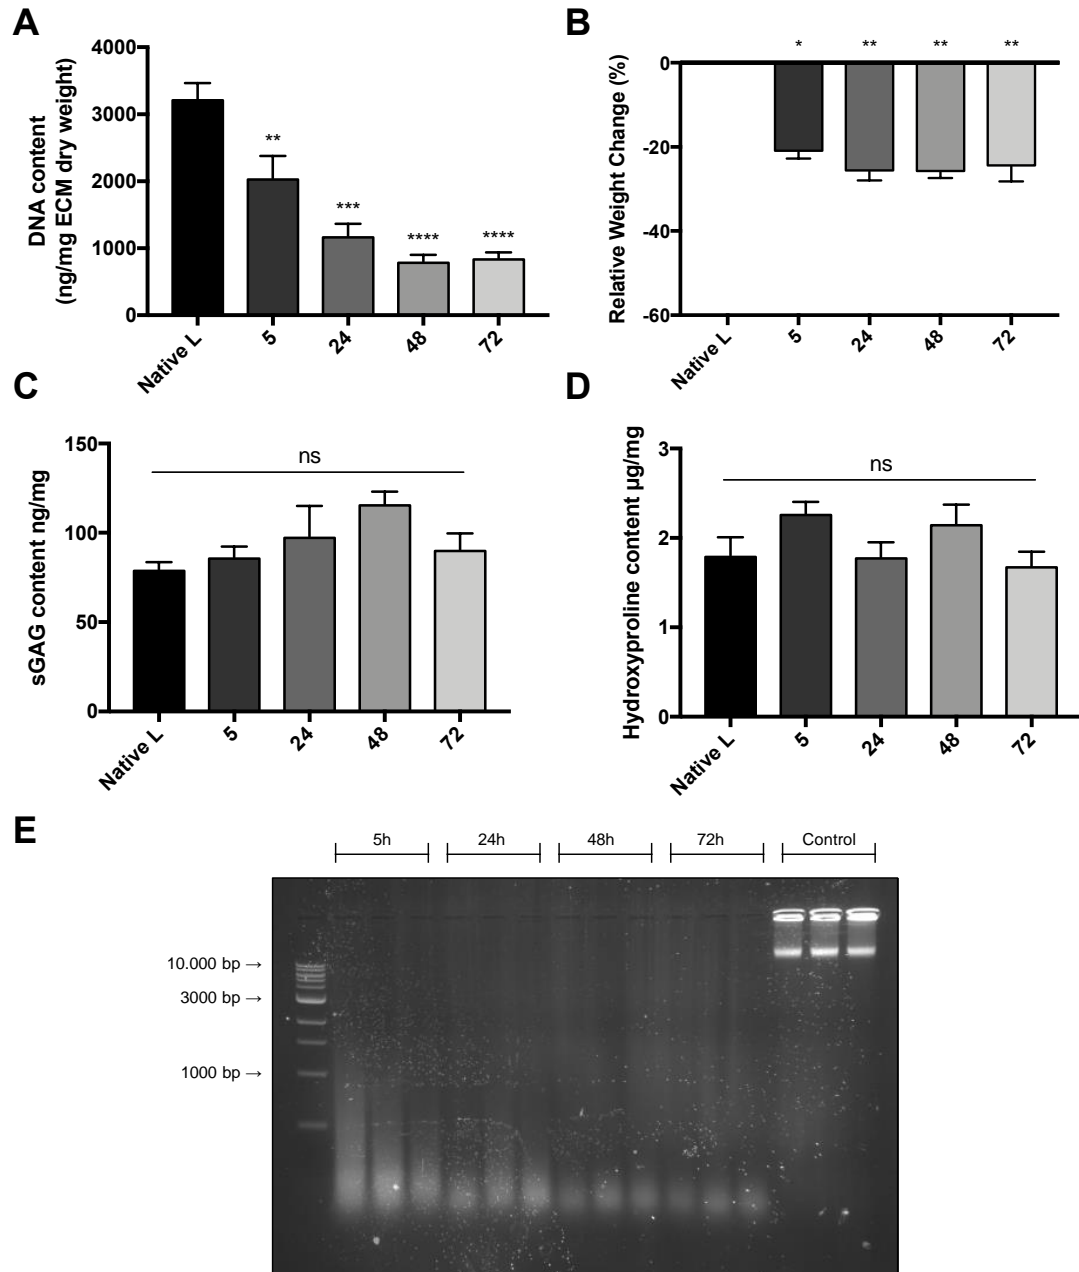 A
DNA content
(ng/mg ECM dry weight)
4000
3000
2000
1000
0
**
***
****
****
Native L
5
24
48
72
B
Relative Weight Change (%)
0
-20
-40
-60
*
**
**
**
Native L
5
24
48
72
C
sGAG content ng/mg
150
100
50
0
ns
Native L
5
24
48
72
D
Hydroxyproline content µg/mg
3
2
1
0
ns
Native L
5
24
48
72
E
5h
24h
48h
72h
Control
10.000 bp →
3000 bp →
1000 bp →